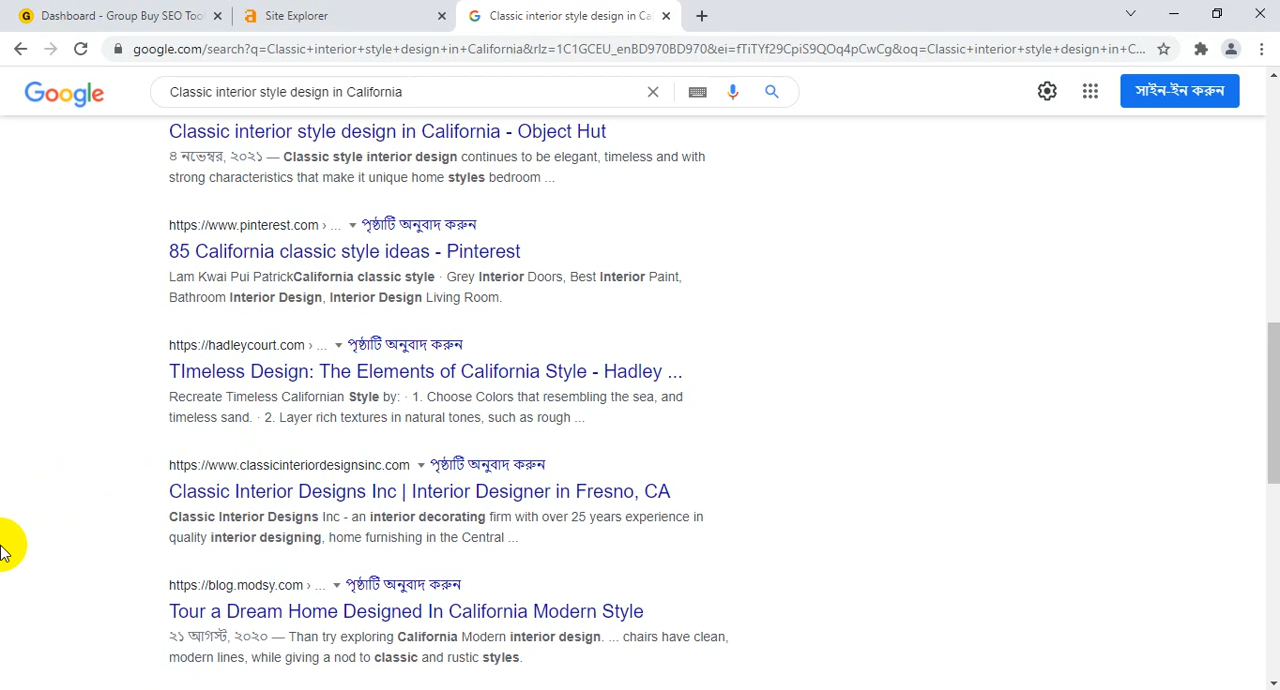 Dashboard - Group Buy SEO Too
Site Explorer
Classic interior style design in Ca
google.com/search?q=Classic+interior+style+design+in+California&rlz=1C1GCEU_enBD970BD970&ei=fTiTYf29CpiS9QOq4pCwCg&oq=Classic+interior+style+design+in+C...
Google
Classic interior style design in California
সাইন-ইন করুন
Classic interior style design in California - Object Hut
৪ নভেম্বর, ২০২১ — Classic style interior design continues to be elegant, timeless and with
strong characteristics that make it unique home styles bedroom ...
https://www.pinterest.com › ... পৃষ্ঠাটি অনুবাদ করুন
85 California classic style ideas - Pinterest
Lam Kwai Pui PatrickCalifornia classic style · Grey Interior Doors, Best Interior Paint,
Bathroom Interior Design, Interior Design Living Room.
https://hadleycourt.com › ... পৃষ্ঠাটি অনুবাদ করুন
TImeless Design: The Elements of California Style - Hadley ...
Recreate Timeless Californian Style by: · 1. Choose Colors that resembling the sea, and
timeless sand. · 2. Layer rich textures in natural tones, such as rough ...
https://www.classicinteriordesignsinc.com পৃষ্ঠাটি অনুবাদ করুন
Classic Interior Designs Inc | Interior Designer in Fresno, CA
Classic Interior Designs Inc - an interior decorating firm with over 25 years experience in
quality interior designing, home furnishing in the Central ...
https://blog.modsy.com › ... পৃষ্ঠাটি অনুবাদ করুন
Tour a Dream Home Designed In California Modern Style
২১ আগস্ট, ২০২০ — Than try exploring California Modern interior design. ... chairs have clean,
modern lines, while giving a nod to classic and rustic styles.